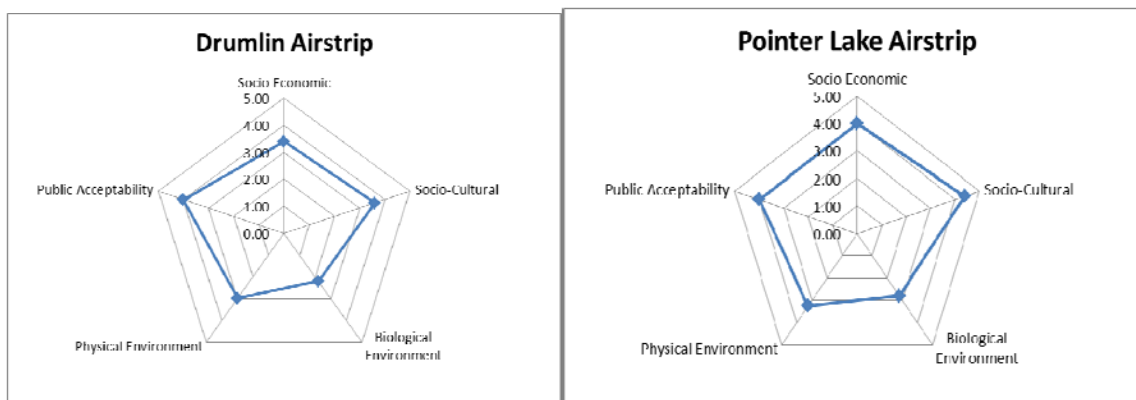 Drumlin Airstrip
Socio Economic
5.00
4.00
3.00
2.00
1.00
0.00
Public Acceptability
Socio-Cultural
Physical Environment
Biological
Environment
Pointer Lake Airstrip
Socio Economic
5.00
4.00
3.00
2.00
1.00
0.00
Public Acceptability
Socio-Cultural
Physical Environment
Biological
Environment